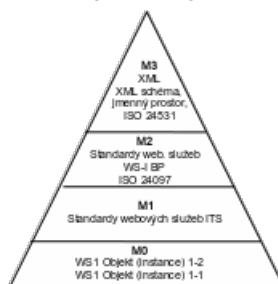 M3
XML
XML schéma,
jmenný prostor,
ISO 24531
M2
Standardy web. služeb
WS-I BP
ISO 24097
M1
Standardy webových služeb ITS
M0
WS1 Objekt (Instance) 1-2
WS1 Objekt (Instance) 1-1